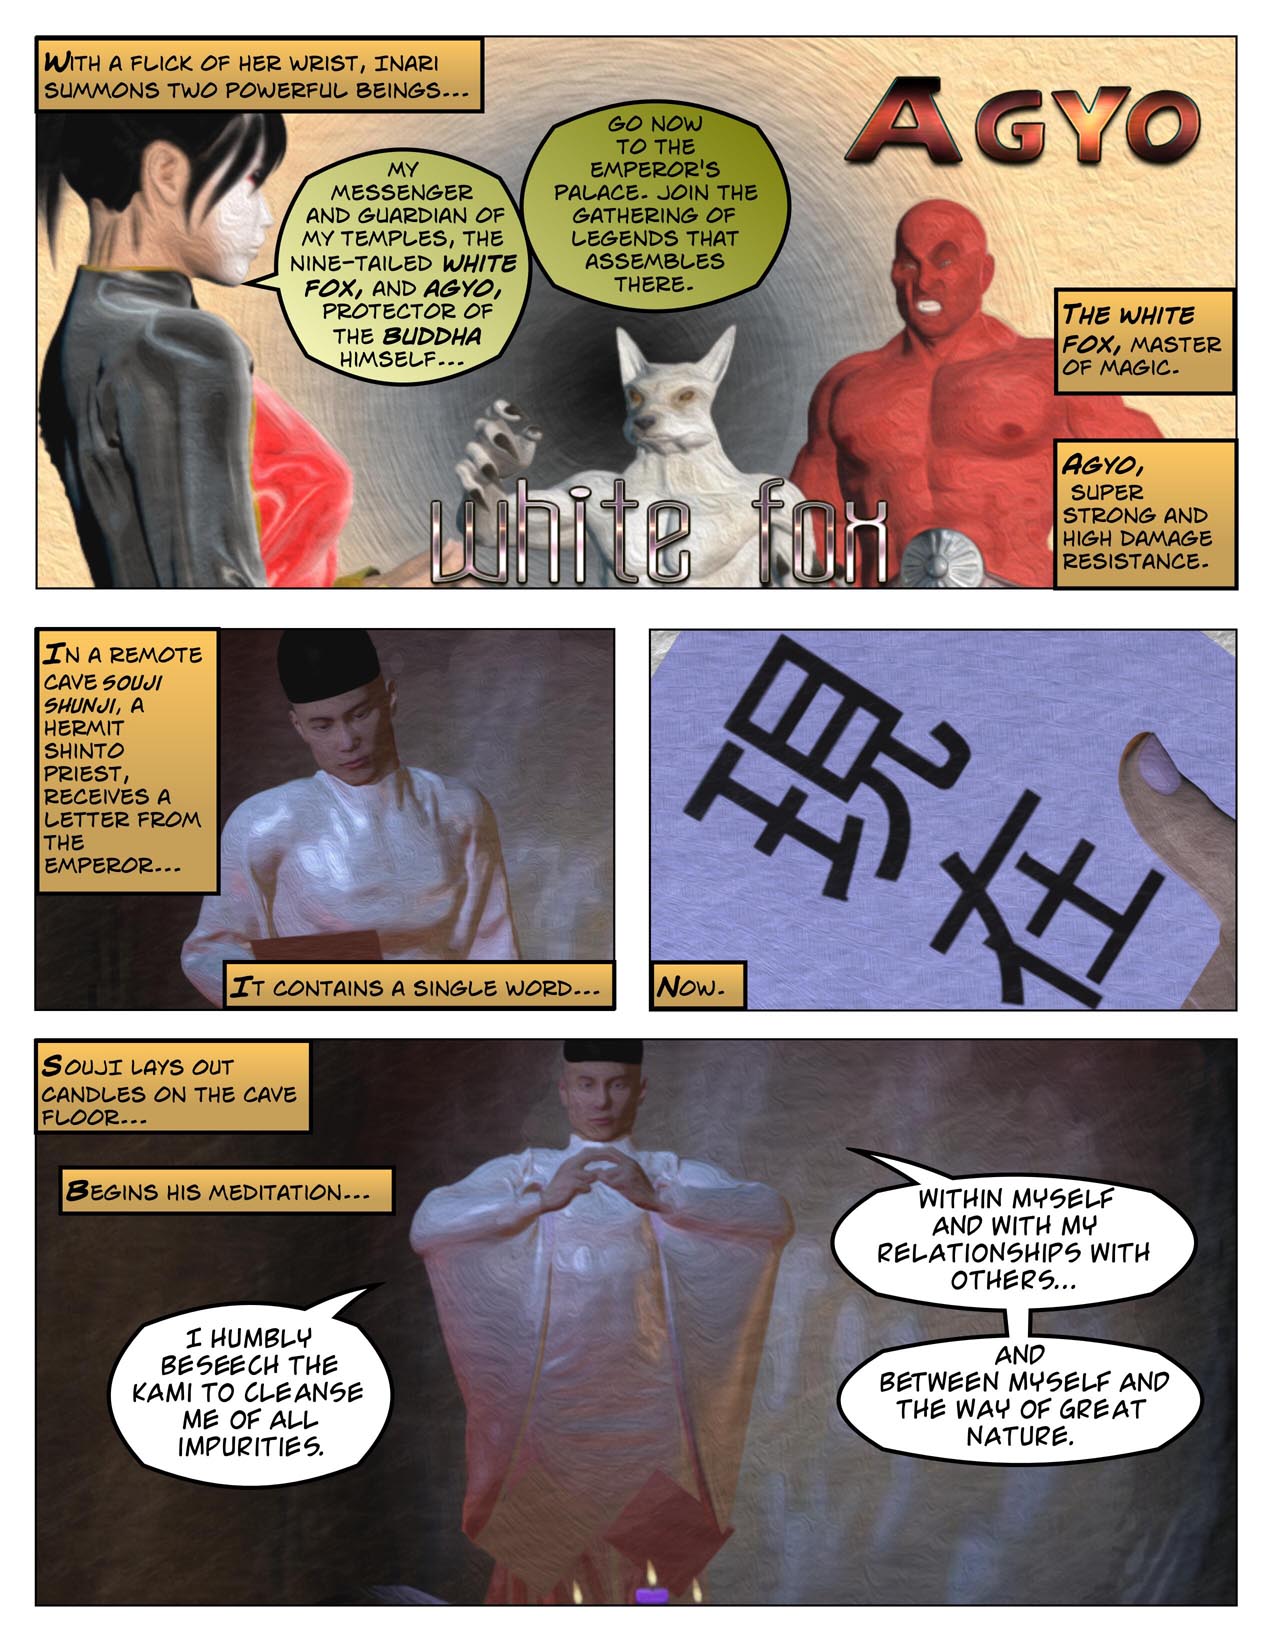 WITH A FLICK OF HER WRIST, INARI
SUMMONS TWO POWERFUL BEINGS...
MY
MESSENGER
AND GUARDIAN OF
MY TEMPLES, THE
NINE-TAILED WHITE
FOX, AND AGYO,
PROTECTOR OF
THE BUDDHA
HIMSELF...
GO NOW
TO THE
EMPEROR'S
PALACE. JOIN THE
GATHERING OF
LEGENDS THAT
ASSEMBLES
THERE.
AGYO
THE WHITE
FOX, MASTER
OF MAGIC.
white fox
AGYO,
SUPER
STRONG AND
HIGH DAMAGE
RESISTANCE.
IN A REMOTE
CAVE SOUJI
SHUNJI, A
HERMIT
SHINTO
PRIEST,
RECEIVES A
LETTER FROM
THE
EMPEROR...
IT CONTAINS A SINGLE WORD...
現在
NOW.
SOUJI LAYS OUT
CANDLES ON THE CAVE
FLOOR...
BEGINS HIS MEDITATION...
I HUMBLY
BESEECH THE
KAMI TO CLEANSE
ME OF ALL
IMPURITIES.
WITHIN MYSELF
AND WITH MY
RELATIONSHIPS WITH
OTHERS...
AND
BETWEEN MYSELF AND
THE WAY OF GREAT
NATURE.